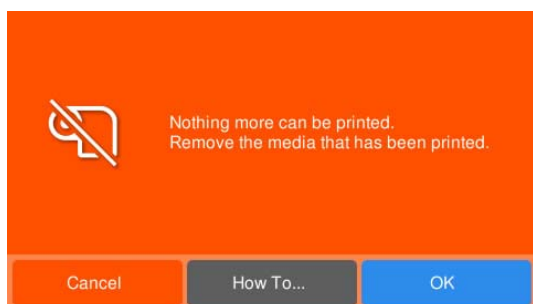 Nothing more can be printed.
Remove the media that has been printed.
Cancel
How To...
OK